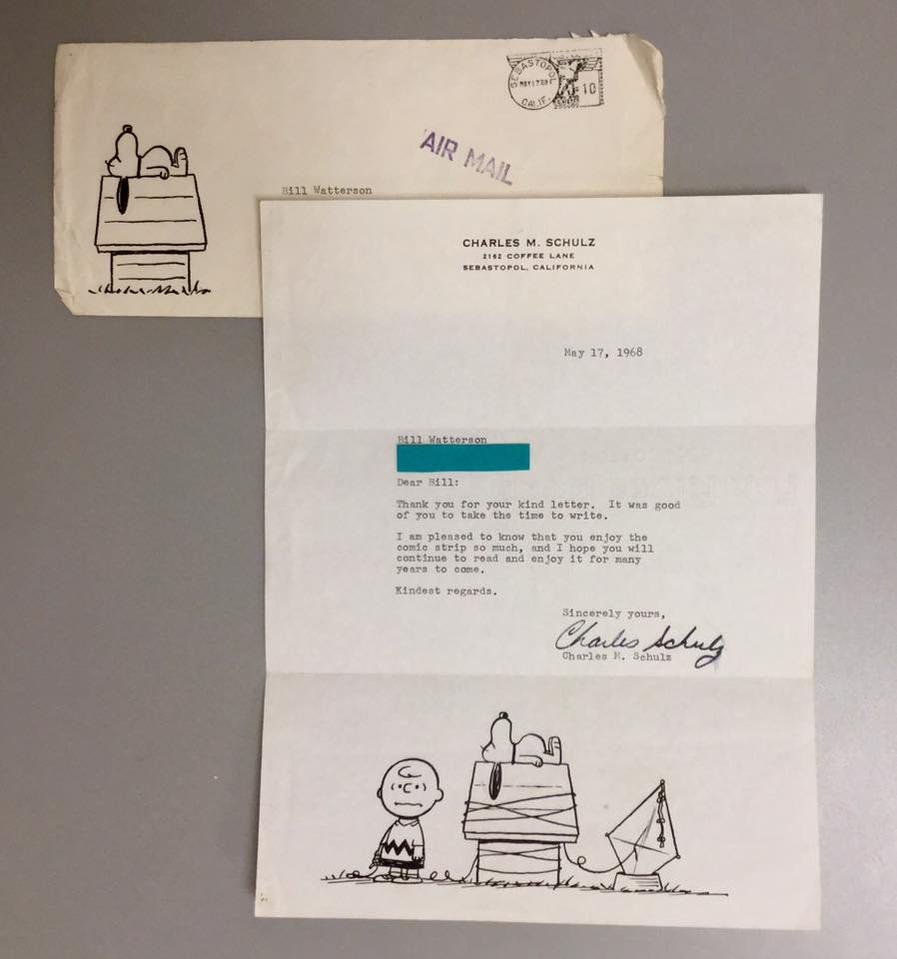 SEBASTOPOL
CALIF.
10
AIR MAIL
Bill Watterson
CHARLES M. SCHULZ
2162 COFFEE LANE
SEBASTOPOL, CALIFORNIA
May 17, 1968
Bill Watterson
Dear Bill:
Thank you for your kind letter. It was good
of you to take the time to write.
I am pleased to know that you enjoy the
comic strip so much, and I hope you will
continue to read and enjoy it for many
years to come.
Kindest regards.
Sincerely yours,
Charles Schulz
Charles M. Schulz